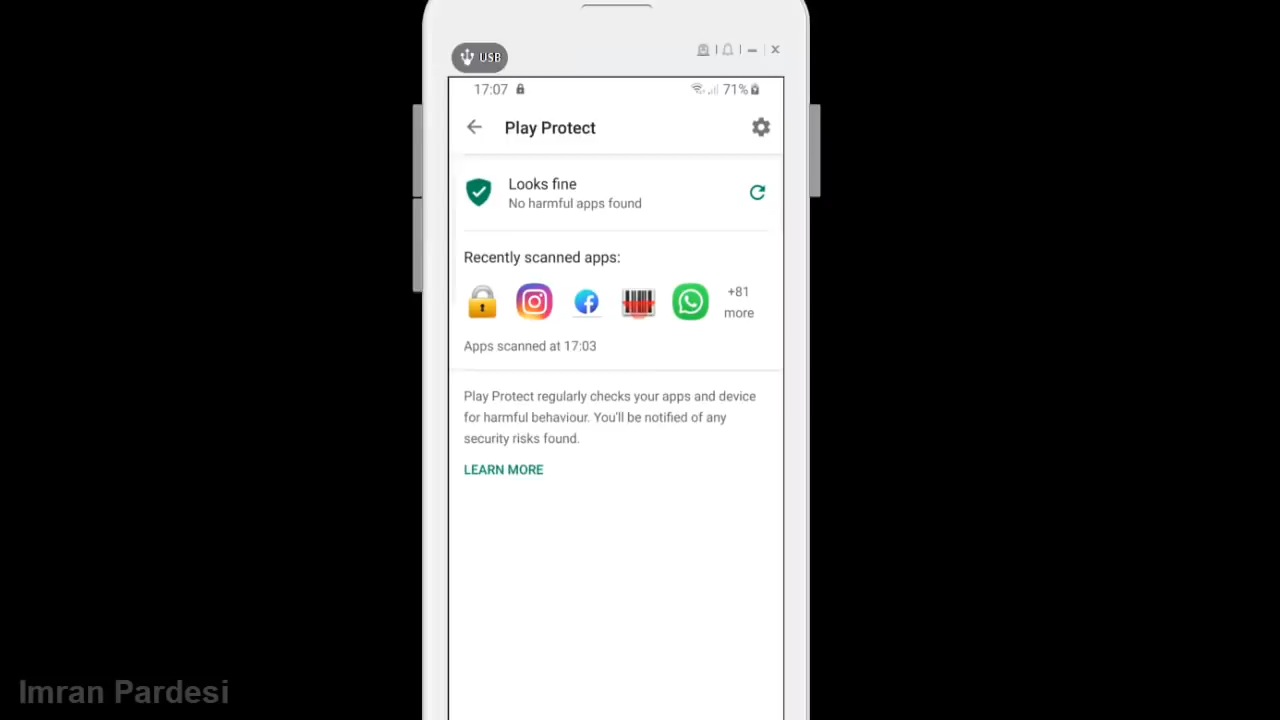 USB
17:07
71%
Play Protect
Looks fine
No harmful apps found
Recently scanned apps:
+81
more
Apps scanned at 17:03
Play Protect regularly checks your apps and device
for harmful behaviour. You'll be notified of any
security risks found.
LEARN MORE
Imran Pardesi